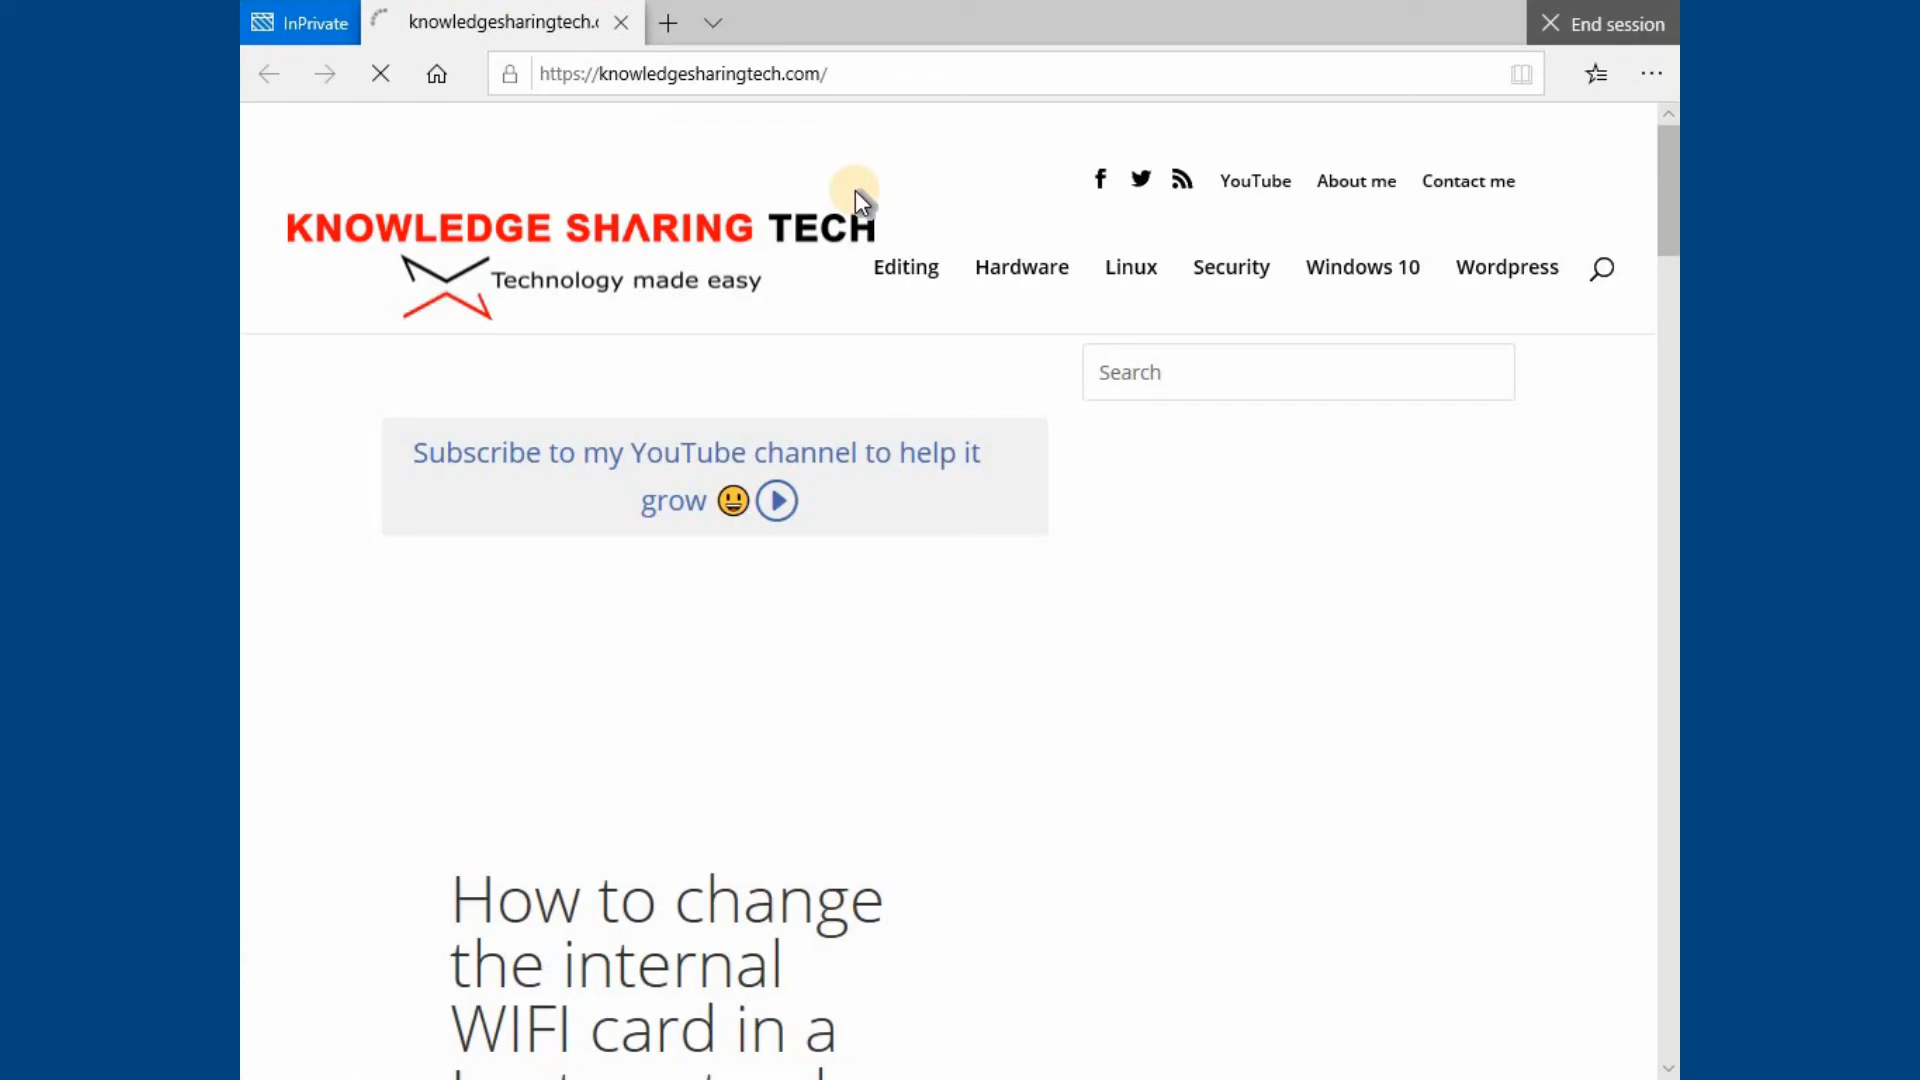 InPrivate
knowledgesharingtech.c
End session
https://knowledgesharingtech.com/
YouTube
About me
Contact me
KNOWLEDGE SHARING TECH
Technology made easy
Editing
Hardware
Linux
Security
Windows 10
Wordpress
Search
Subscribe to my YouTube channel to help it
grow 😃
How to change
the internal
WIFI card in a